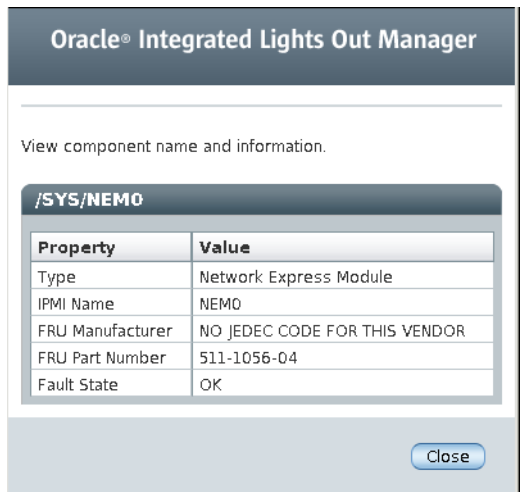 Oracle® Integrated Lights Out Manager
View component name and information.
/SYS/NEM0
Property Value
Type Network Express Module
IPMI Name NEM0
FRU Manufacturer NO JEDEC CODE FOR THIS VENDOR
FRU Part Number 511-1056-04
Fault State OK
Close